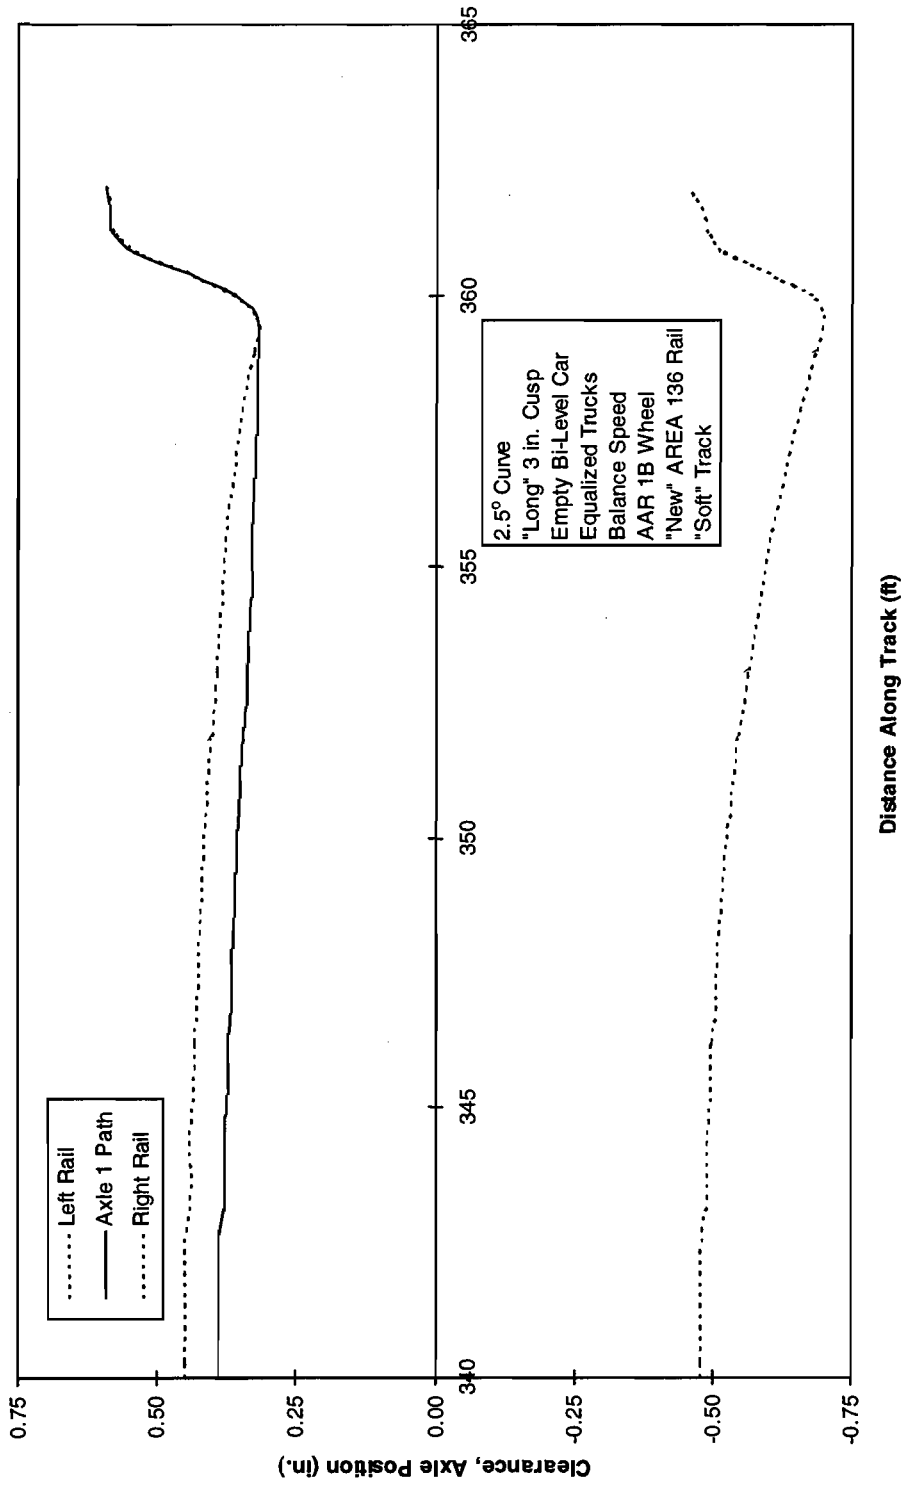 0.75
0.50
0.25
0.00
-0.25
-0.50
-0.75
Clearance, Axle Position (in.)
340
345
350
355
360
365
Distance Along Track (ft)
Left Rail
Axle 1 Path
Right Rail
2.5° Curve
"Long" 3 in. Cusp
Empty Bi-Level Car
Equalized Trucks
Balance Speed
AAR 1B Wheel
"New" AREA 136 Rail
"Soft" Track